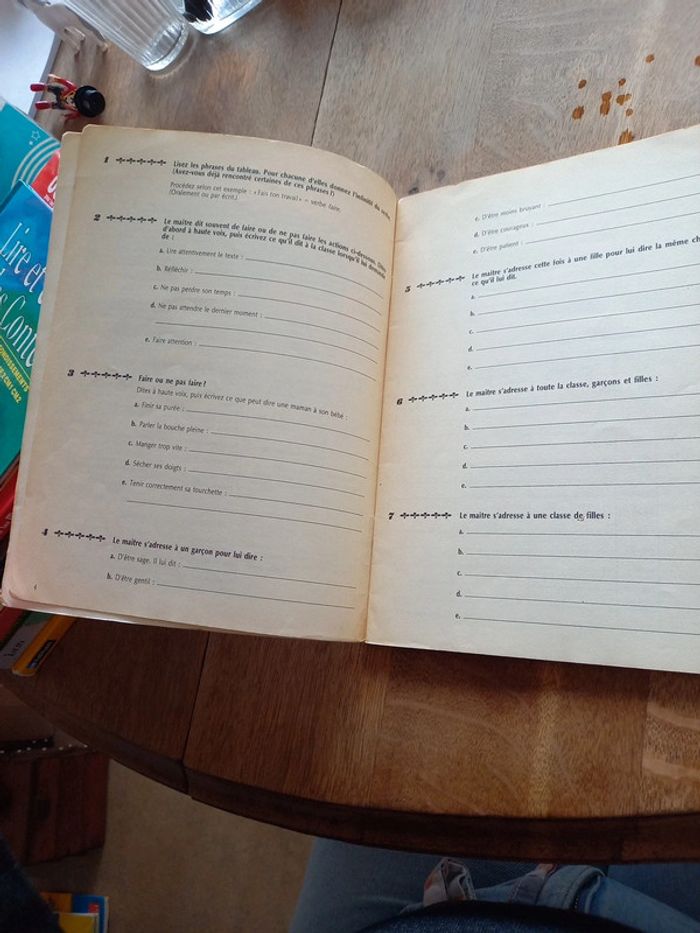 1 Lisez les phrases du tableau. Pour chacune d'elles donnez l'infinitif du verbe
(Avez-vous déjà rencontré certaines de ces phrases ?)
Procédez selon cet exemple : « Fais ton travail » = verbe faire.
(Oralement ou par écrit.)
2 Le maître dit souvent de faire ou de ne pas faire les actions ci-dessous. Dites
d'abord à haute voix, puis écrivez ce qu'il dit à la classe lorsqu'il lui demande
de :
a. Lire attentivement le texte :
b. Réfléchir :
c. Ne pas perdre son temps :
d. Ne pas attendre le dernier moment :
e. Faire attention :
3 Faire ou ne pas faire ?
Dites à haute voix, puis écrivez ce que peut dire une maman à son bébé :
a. Finir sa purée :
b. Parler la bouche pleine :
c. Manger trop vite :
d. Sécher ses doigts :
e. Tenir correctement sa fourchette :
4 Le maître s'adresse à un garçon pour lui dire :
a. D'être sage. Il lui dit :
b. D'être gentil :
4
c. D'être moins bruyant :
d. D'être courageux :
e. D'être patient :
5 Le maître s'adresse cette fois à une fille pour lui dire la même
ce qu'il lui dit.
a.
b.
c.
d.
e.
6 Le maître s'adresse à toute la classe, garçons et filles :
a.
b.
c.
d.
e.
7 Le maître s'adresse à une classe de filles :
a.
b.
c.
d.
e.
Lire et
Conte